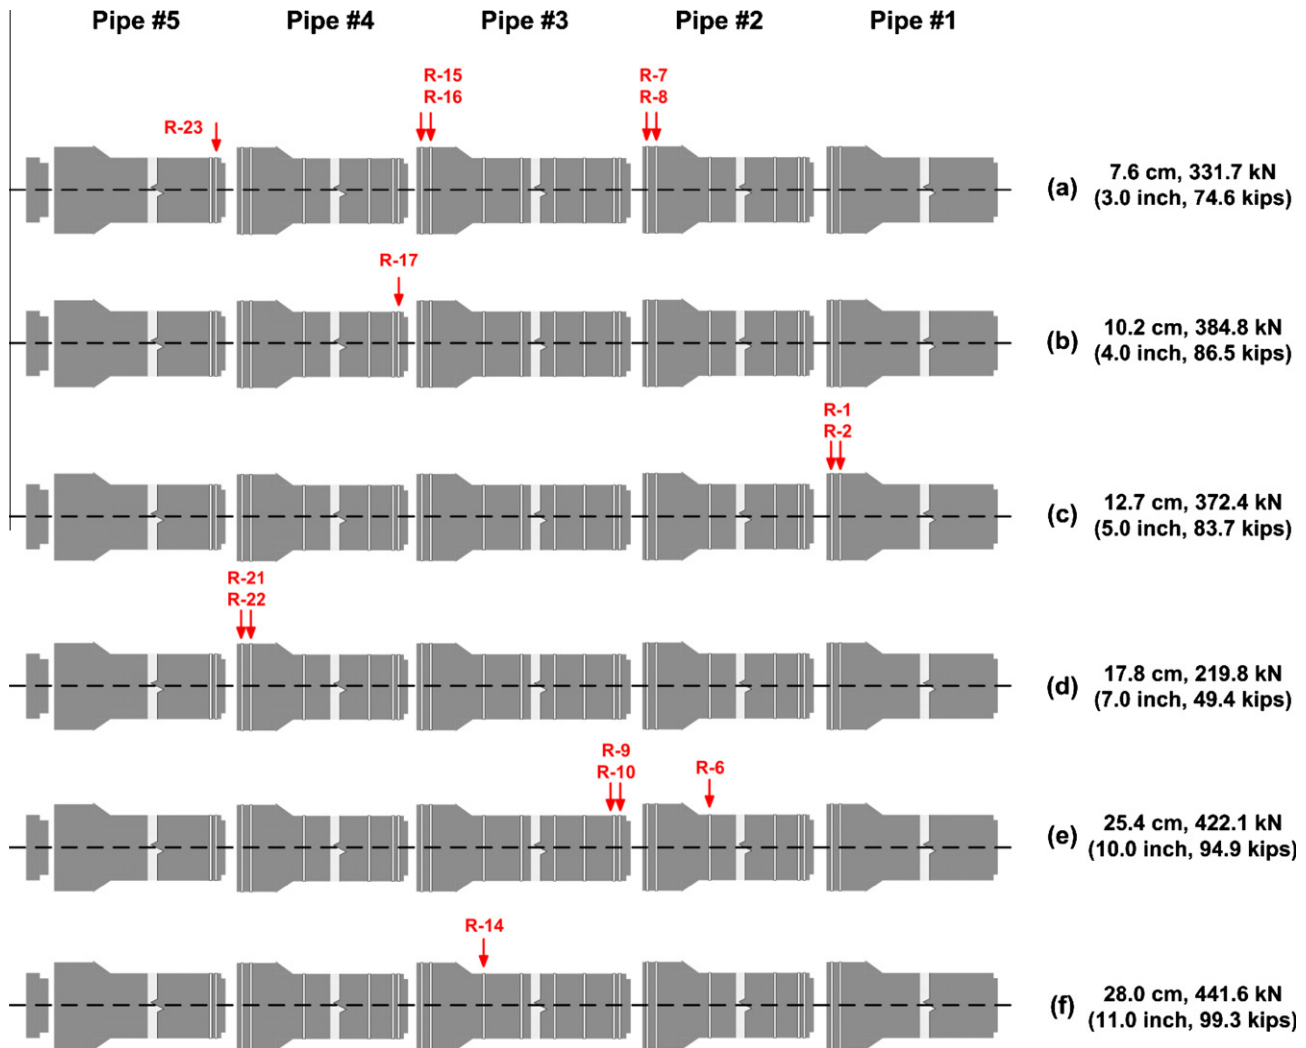 Pipe #5 Pipe #4 Pipe #3 Pipe #2 Pipe #1
R-15 R-7
R-23 R-16 R-8
(a) 7.6 cm, 331.7 kN
(3.0 inch, 74.6 kips)
R-17
(b) 10.2 cm, 384.8 kN
(4.0 inch, 86.5 kips)
R-1
R-2
(c) 12.7 cm, 372.4 kN
(5.0 inch, 83.7 kips)
R-21
R-22
(d) 17.8 cm, 219.8 kN
(7.0 inch, 49.4 kips)
R-9
R-10 R-6
(e) 25.4 cm, 422.1 kN
(10.0 inch, 94.9 kips)
R-14
(f) 28.0 cm, 441.6 kN
(11.0 inch, 99.3 kips)